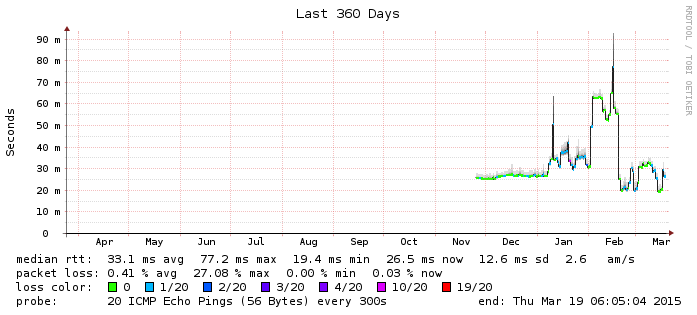 Last 360 Days
RRDTOOL / TOBI OETIKER
Seconds
90 m
80 m
70 m
60 m
50 m
40 m
30 m
20 m
10 m
0
Apr May Jun Jul Aug Sep Oct Nov Dec Jan Feb Mar
median rtt: 33.1 ms avg 77.2 ms max 19.4 ms min 26.5 ms now 12.6 ms sd 2.6 am/s
packet loss: 0.41 % avg 27.08 % max 0.00 % min 0.03 % now
loss color: 0 1/20 2/20 3/20 4/20 10/20 19/20
probe: 20 ICMP Echo Pings (56 Bytes) every 300s end: Thu Mar 19 06:05:04 2015